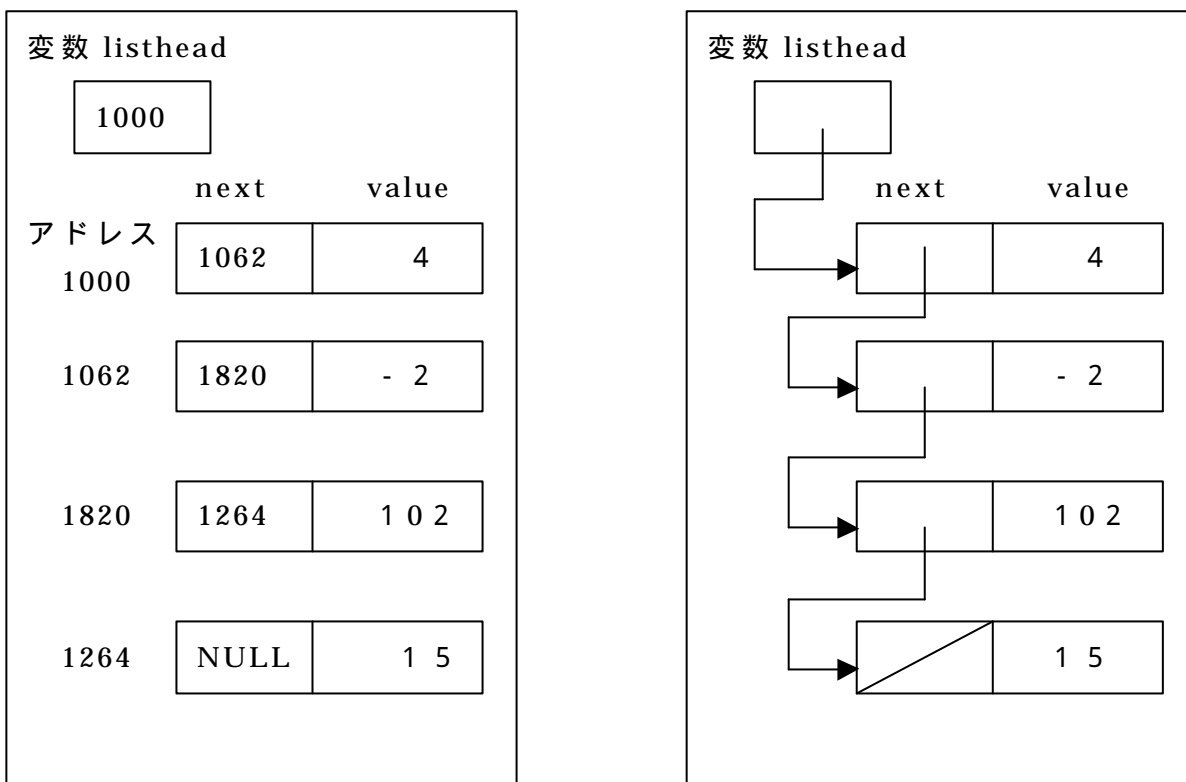 変数 listhead
1000
next value
アドレス
1000 1062 4
1062 1820 - 2
1820 1264 1 0 2
1264 NULL 1 5
変数 listhead
next value
4
- 2
1 0 2
1 5